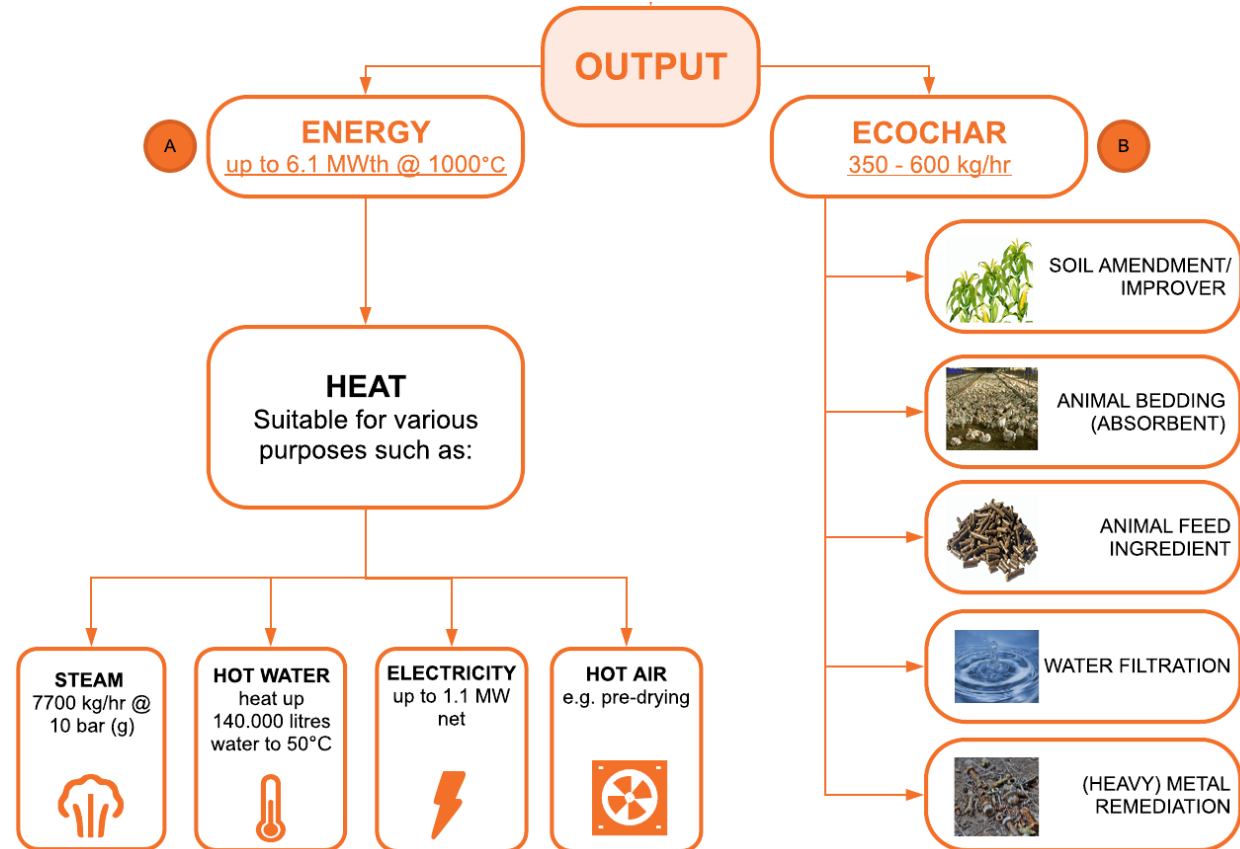 OUTPUT
A
ENERGY
up to 6.1 MWth @ 1000°C
ECOCHAR
350 - 600 kg/hr
B
HEAT
Suitable for various
purposes such as:
STEAM
7700 kg/hr @
10 bar (g)
HOT WATER
heat up
140.000 litres
water to 50°C
ELECTRICITY
up to 1.1 MW
net
HOT AIR
e.g. pre-drying
SOIL AMENDMENT/
IMPROVER
ANIMAL BEDDING
(ABSORBENT)
ANIMAL FEED
INGREDIENT
WATER FILTRATION
(HEAVY) METAL
REMEDIATION